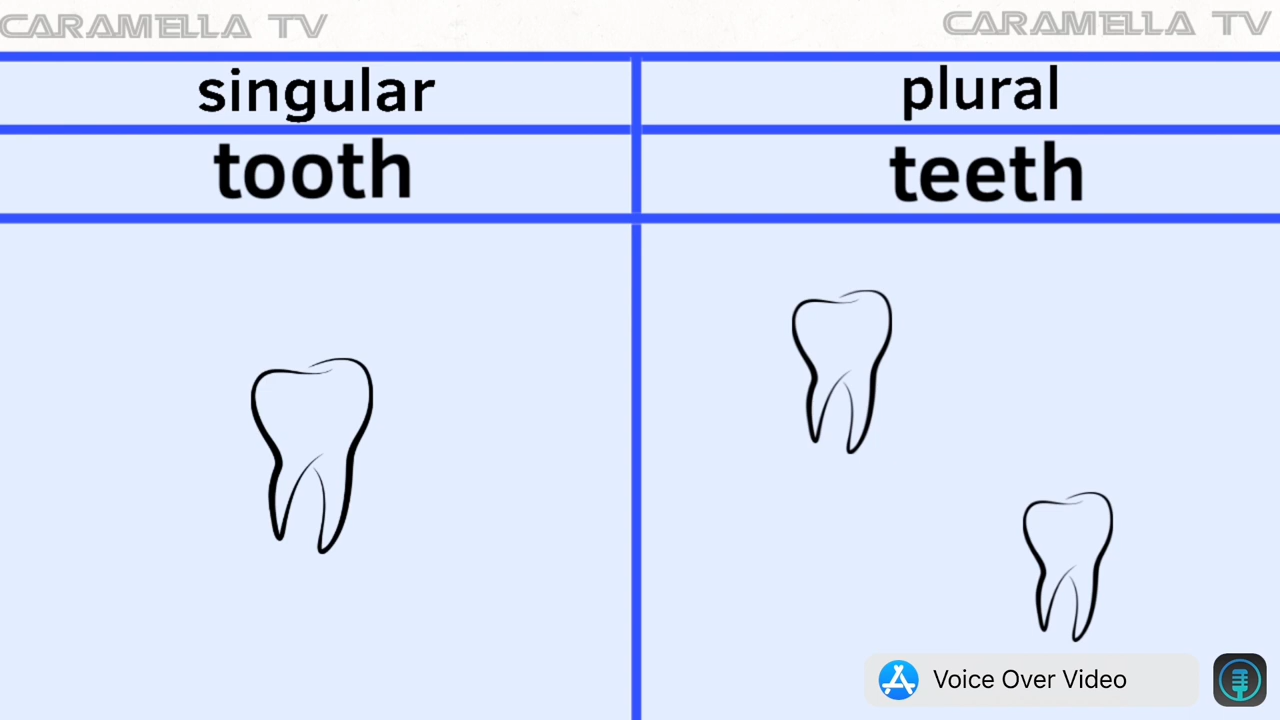 CARAMELLA TV CARAMELLA TV
singular plural
tooth teeth
Voice Over Video